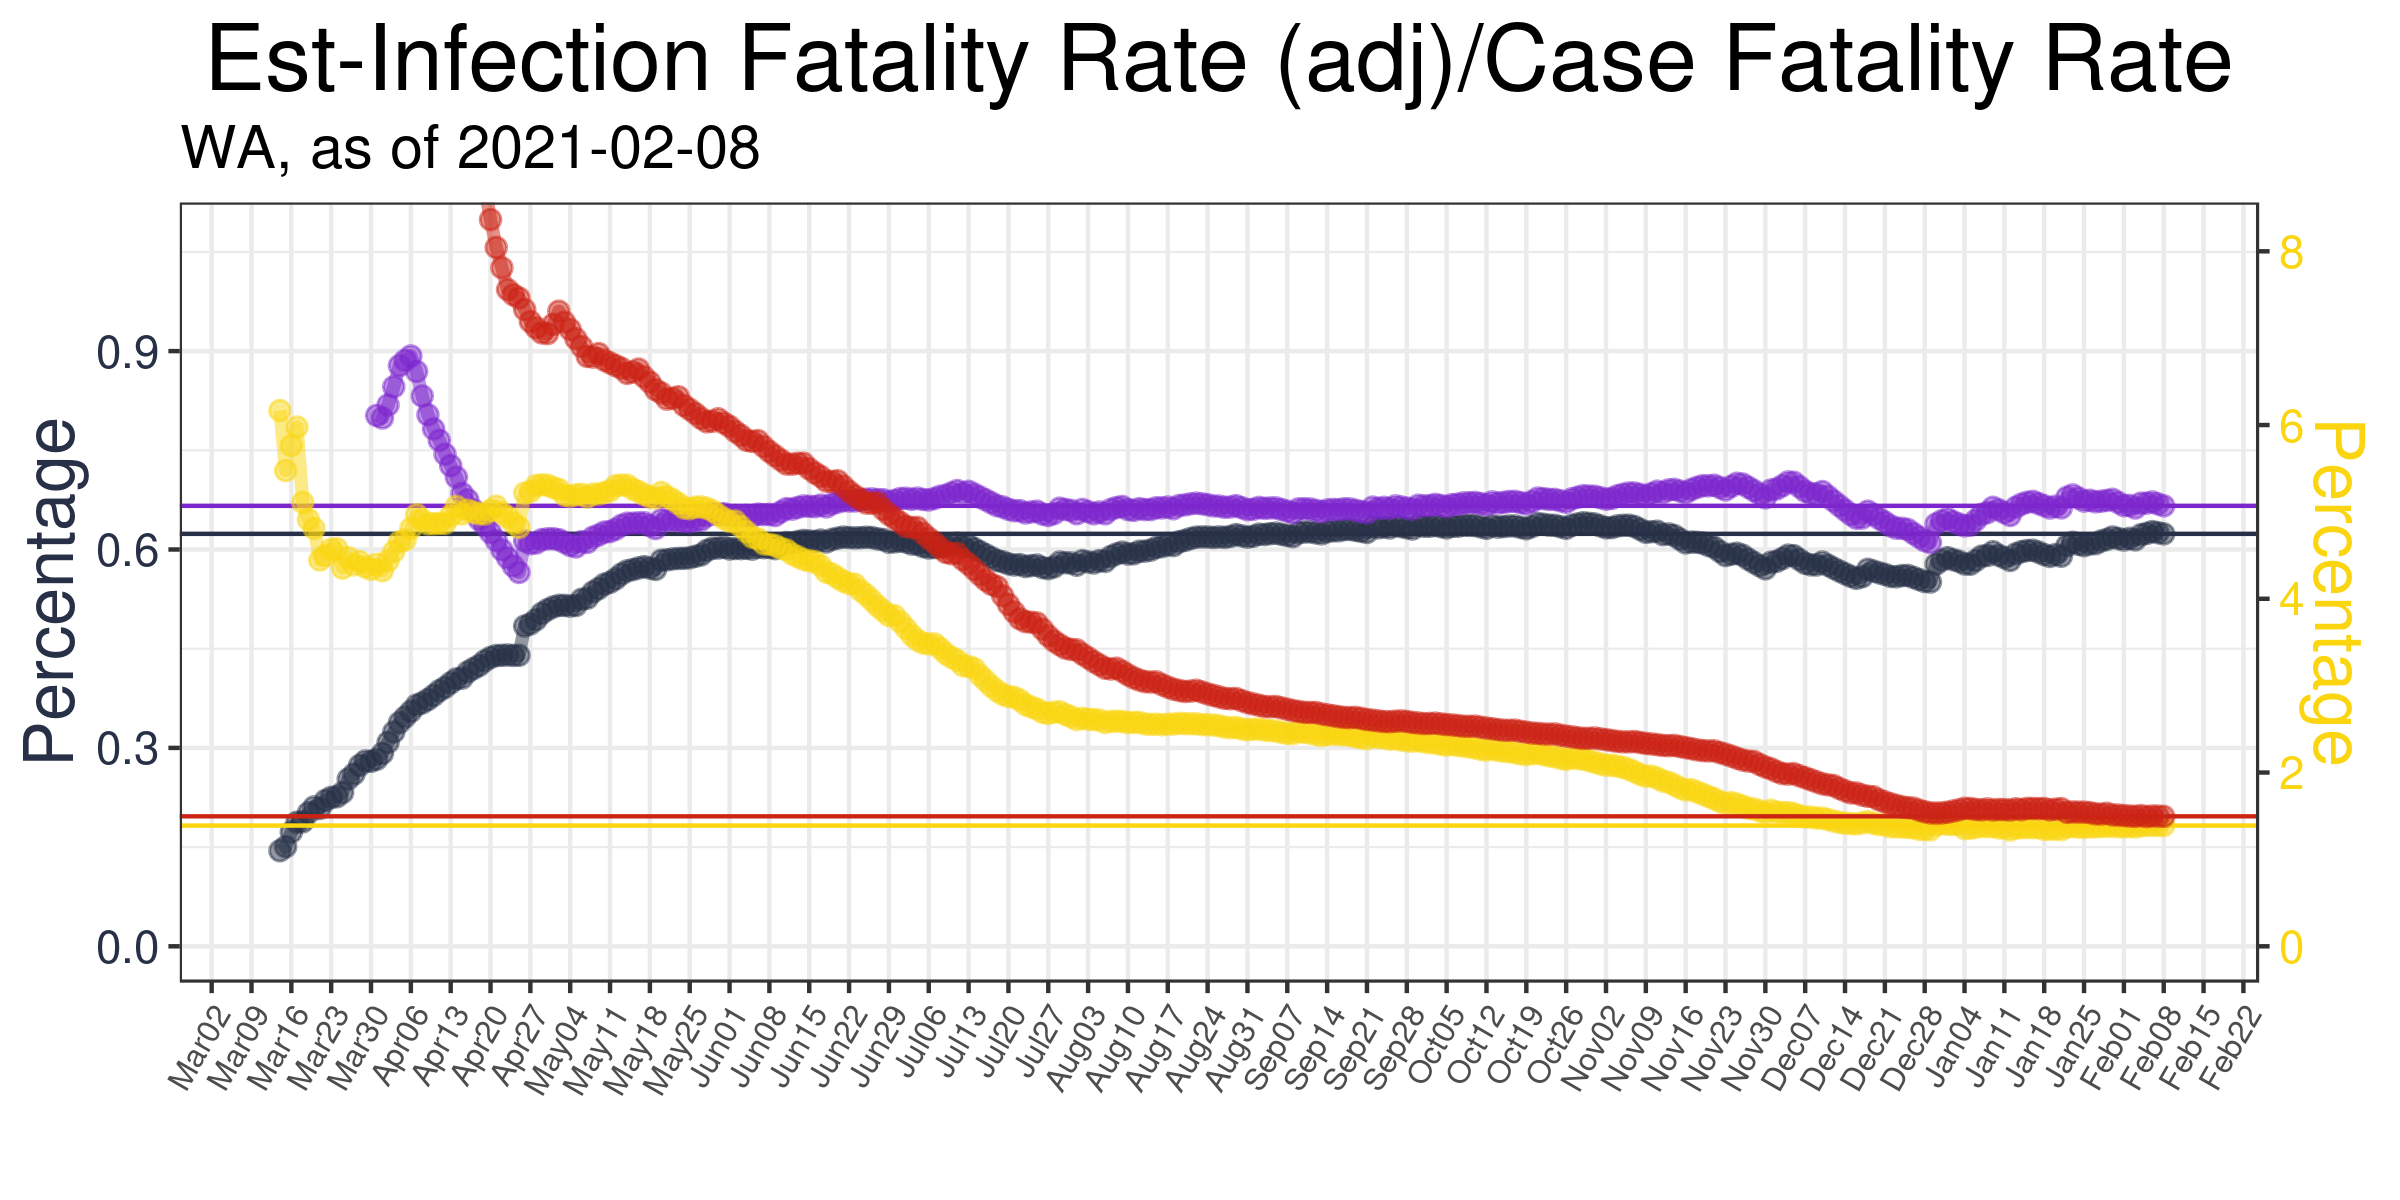 Est-Infection Fatality Rate (adj)/Case Fatality Rate
WA, as of 2021-02-08
Percentage
0.9
0.6
0.3
0.0
8
6
4
2
0
Percentage
Mar02
Mar09
Mar16
Mar23
Mar30
Apr06
Apr13
Apr20
Apr27
May04
May11
May18
May25
Jun01
Jun08
Jun15
Jun22
Jun29
Jul06
Jul13
Jul20
Jul27
Aug03
Aug10
Aug17
Aug24
Aug31
Sep07
Sep14
Sep21
Sep28
Oct05
Oct12
Oct19
Oct26
Nov02
Nov09
Nov16
Nov23
Nov30
Dec07
Dec14
Dec21
Dec28
Jan04
Jan11
Jan18
Jan25
Feb01
Feb08
Feb15
Feb22